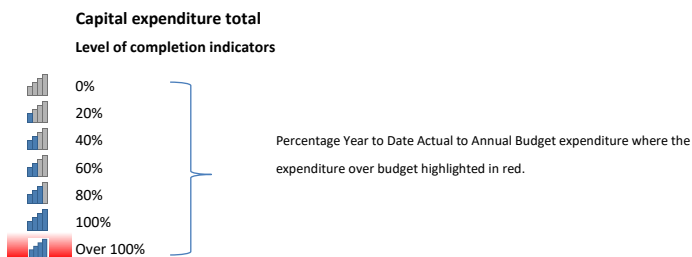 Capital expenditure total
Level of completion indicators
0%
20%
40%
60%
80%
100%
Over 100%
Percentage Year to Date Actual to Annual Budget expenditure where the
expenditure over budget highlighted in red.